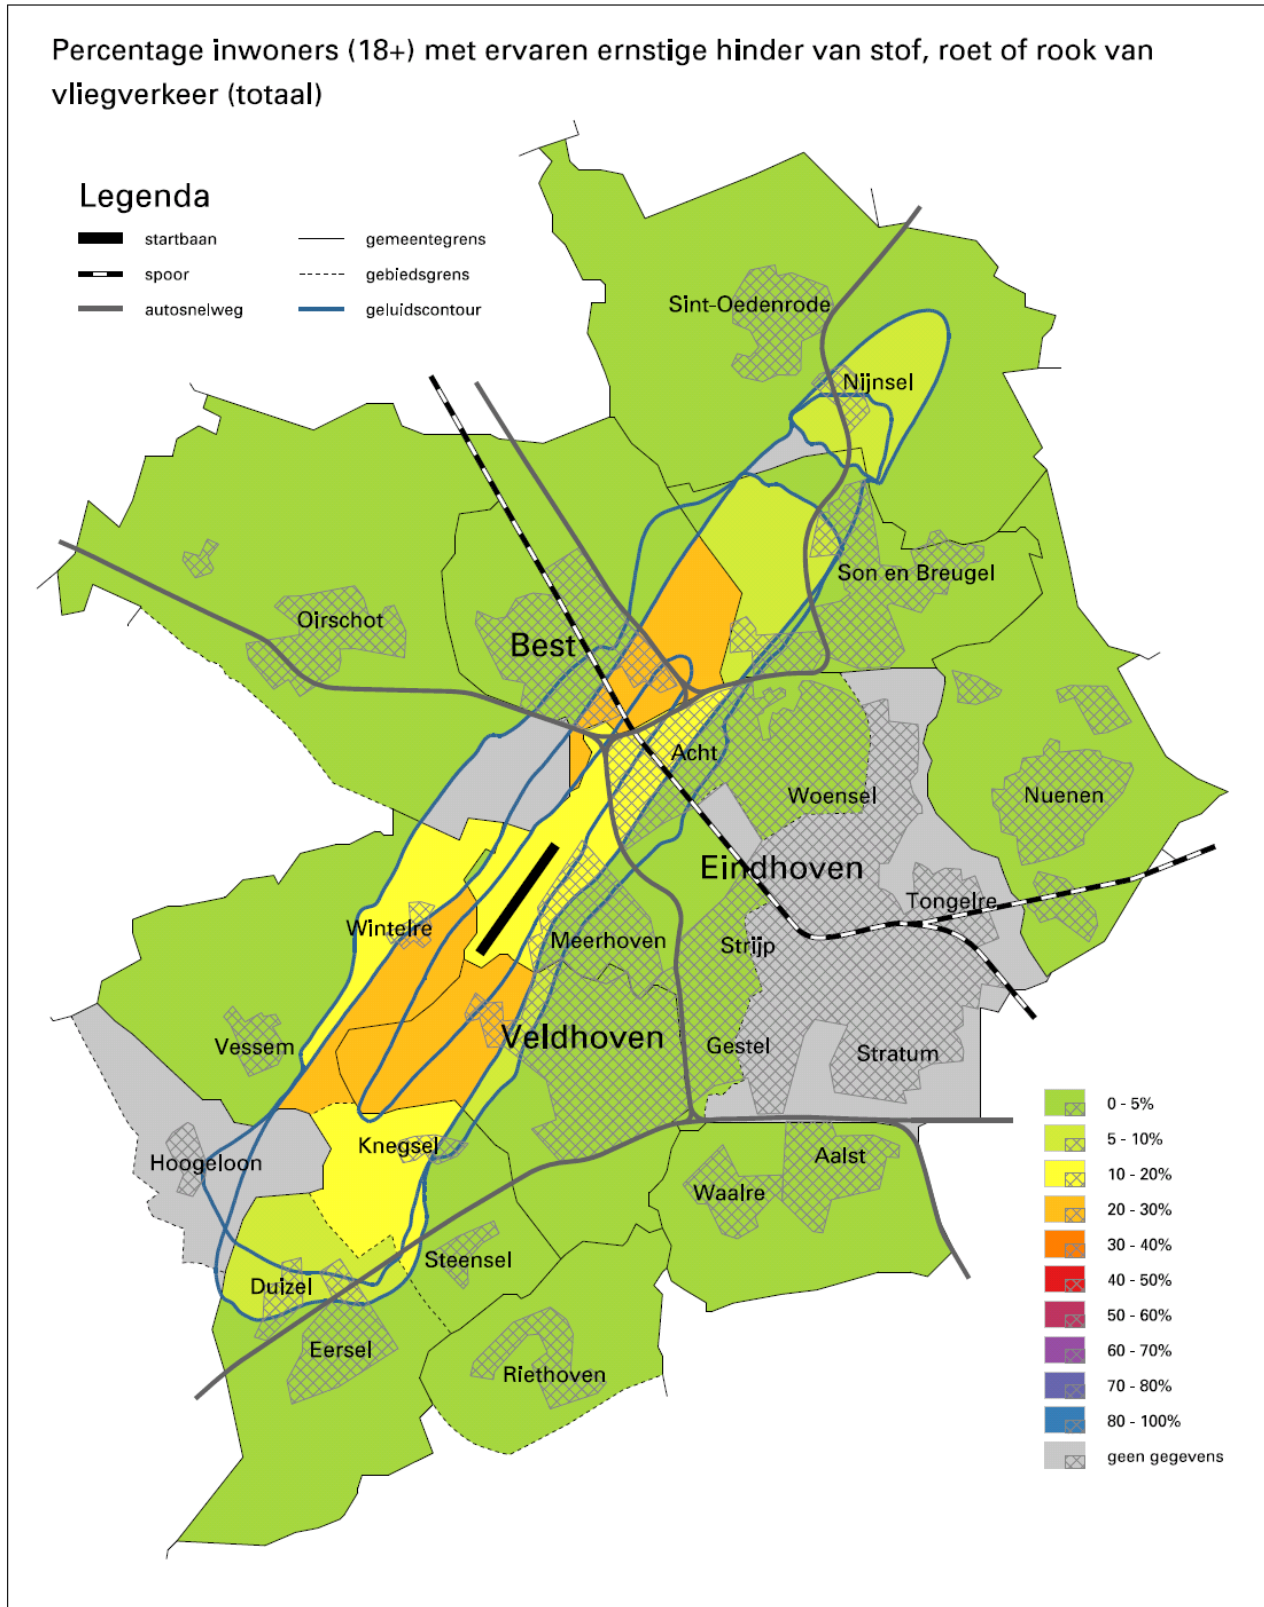 Percentage inwoners (18+) met ervaren ernstige hinder van stof, roet of rook van
vliegverkeer (totaal)
Legenda
startbaan
gemeentegrens
spoor
gebiedsgrens
autosnelweg
geluidscontour
Sint-Oedenrode
Nijnsel
Son en Breugel
Oirschot
Best
Acht
Woensel
Nuenen
Eindhoven
Tongelre
Wintelre
Meerhoven
Strijp
Vessem
Veldhoven
Gestel
Stratum
Knegsel
Hoogeloon
Aalst
Waalre
Steensel
Duizel
Eersel
Riethoven
0 - 5%
5 - 10%
10 - 20%
20 - 30%
30 - 40%
40 - 50%
50 - 60%
60 - 70%
70 - 80%
80 - 100%
geen gegevens